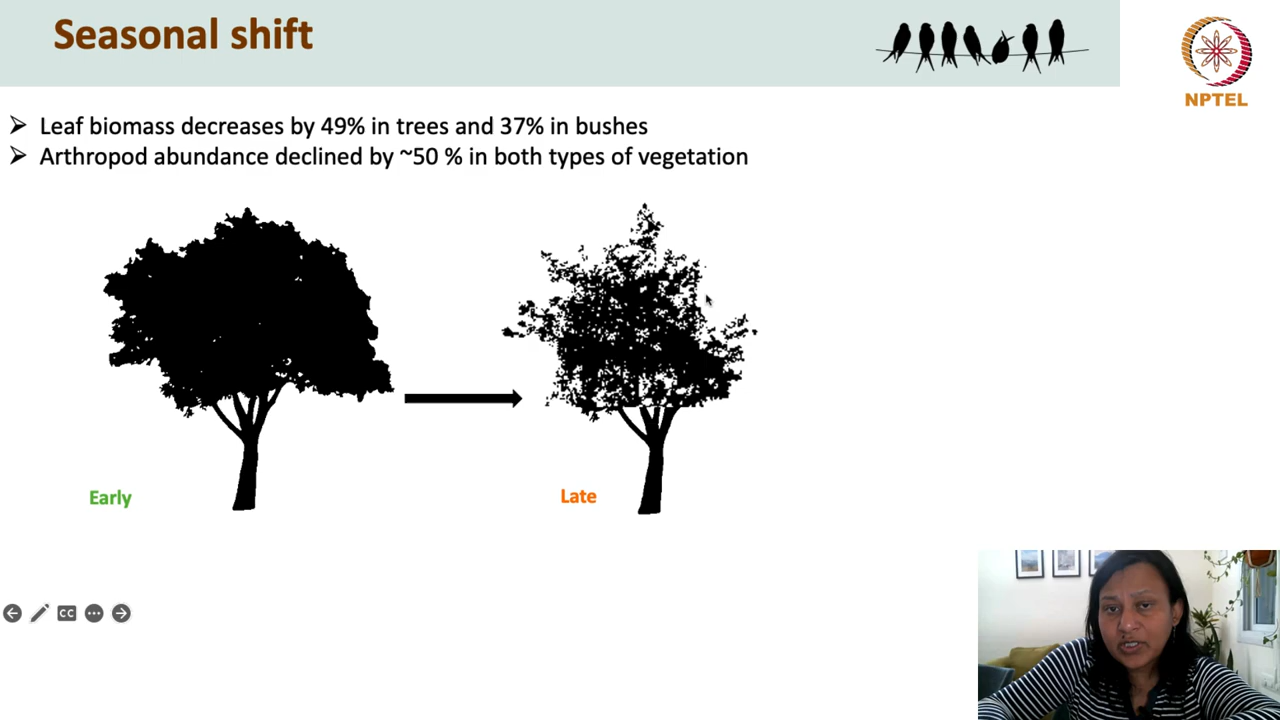 Seasonal shift
NPTEL
➢ Leaf biomass decreases by 49% in trees and 37% in bushes
➢ Arthropod abundance declined by ~50 % in both types of vegetation
Early
Late
CC